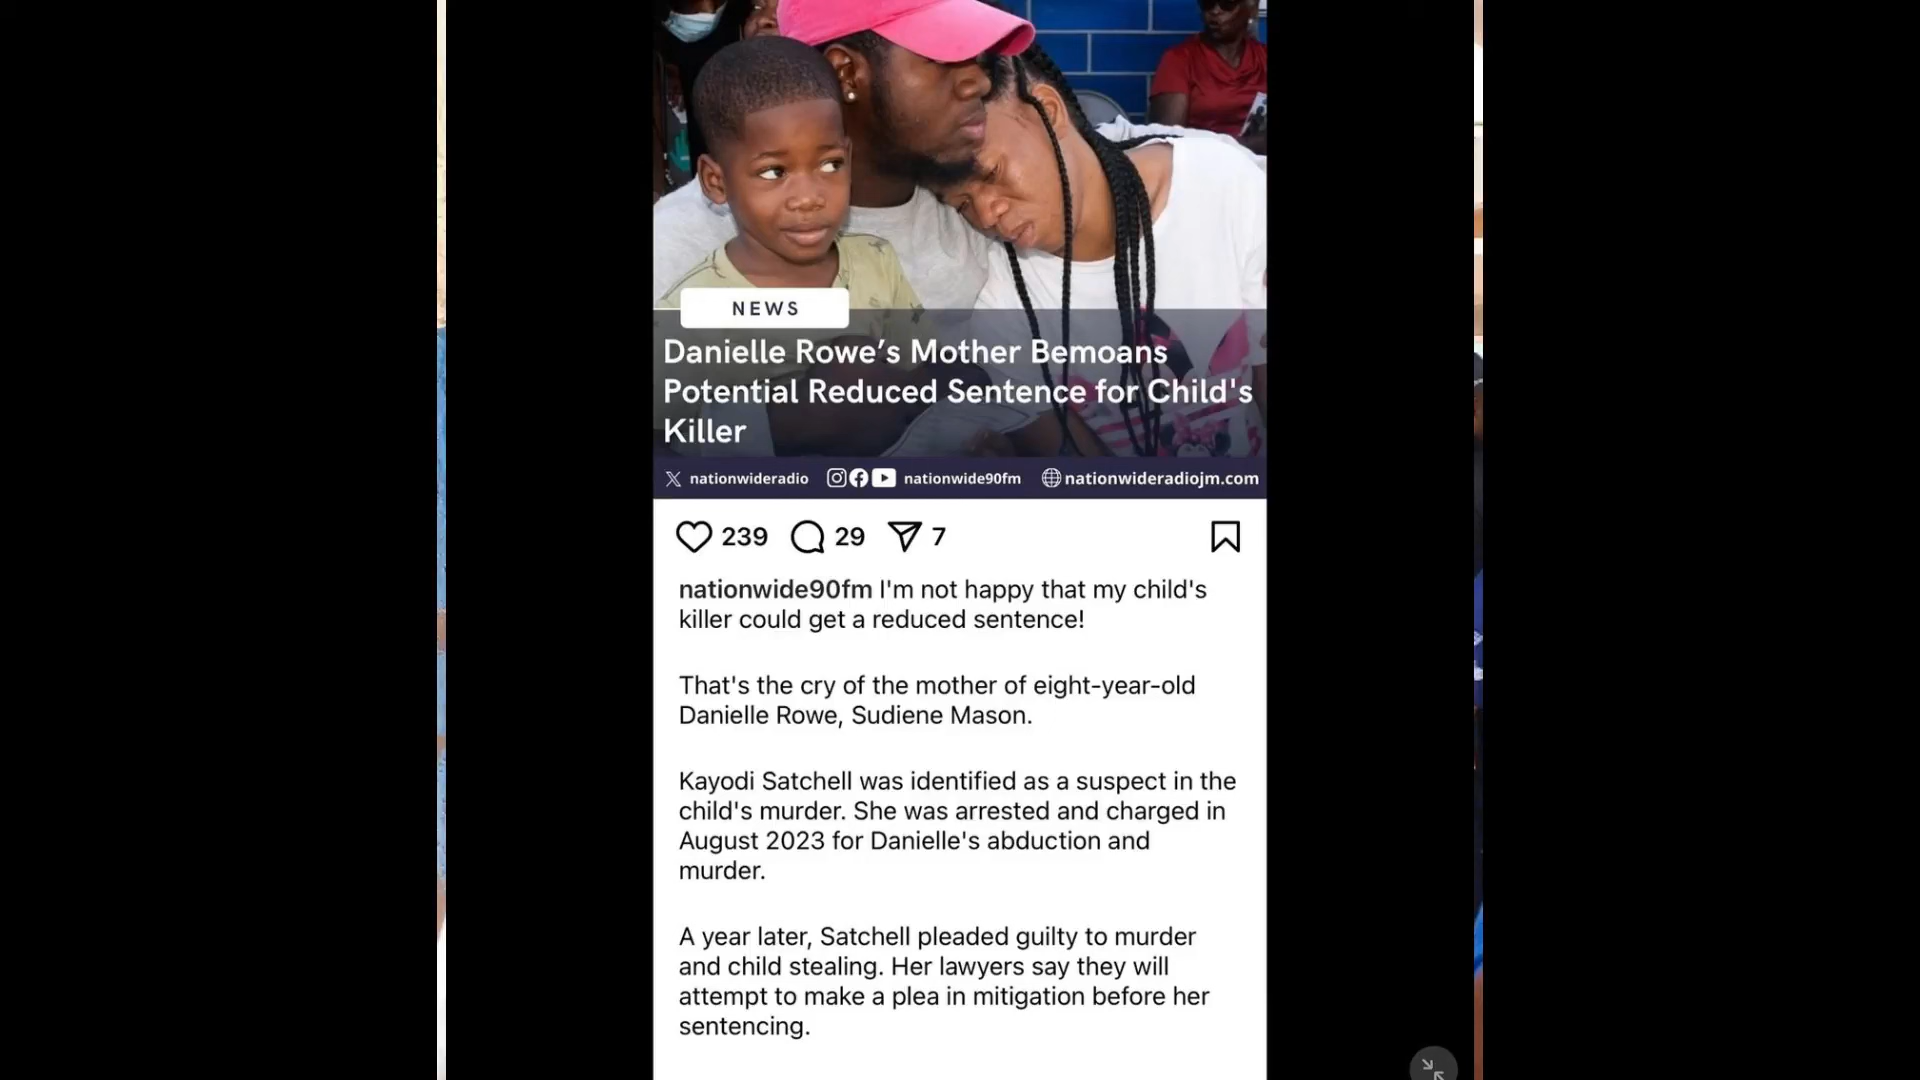 NEWS
Danielle Rowe’s Mother Bemoans
Potential Reduced Sentence for Child's
Killer
nationwideradio nationwide90fm nationwideradiojm.com
239 29 7
nationwide90fm I'm not happy that my child's
killer could get a reduced sentence!
That's the cry of the mother of eight-year-old
Danielle Rowe, Sudiene Mason.
Kayodi Satchell was identified as a suspect in the
child's murder. She was arrested and charged in
August 2023 for Danielle's abduction and
murder.
A year later, Satchell pleaded guilty to murder
and child stealing. Her lawyers say they will
attempt to make a plea in mitigation before her
sentencing.